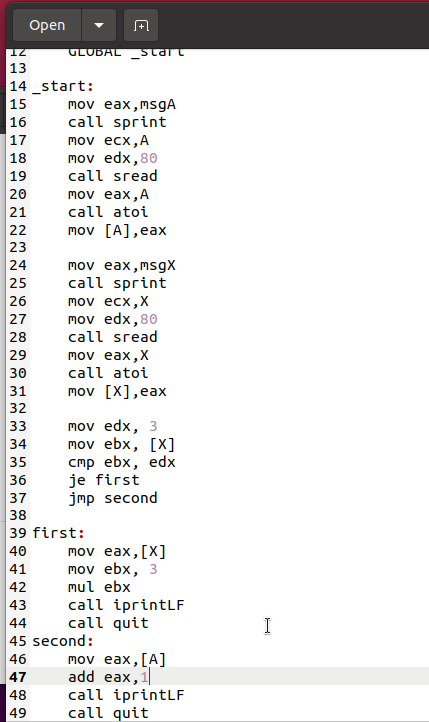 Open
12     GLOBAL _start
13
14 _start:
15     mov eax,msgA
16     call sprint
17     mov ecx,A
18     mov edx,80
19     call sread
20     mov eax,A
21     call atoi
22     mov [A],eax
23
24     mov eax,msgX
25     call sprint
26     mov ecx,X
27     mov edx,80
28     call sread
29     mov eax,X
30     call atoi
31     mov [X],eax
32
33     mov edx, 3
34     mov ebx, [X]
35     cmp ebx, edx
36     je first
37     jmp second
38
39 first:
40     mov eax,[X]
41     mov ebx, 3
42     mul ebx
43     call iprintLF
44     call quit
45 second:
46     mov eax,[A]
47     add eax,1
48     call iprintLF
49     call quit